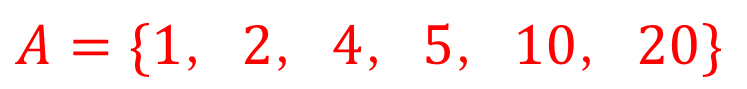 A = {1, 2, 4, 5, 10, 20}